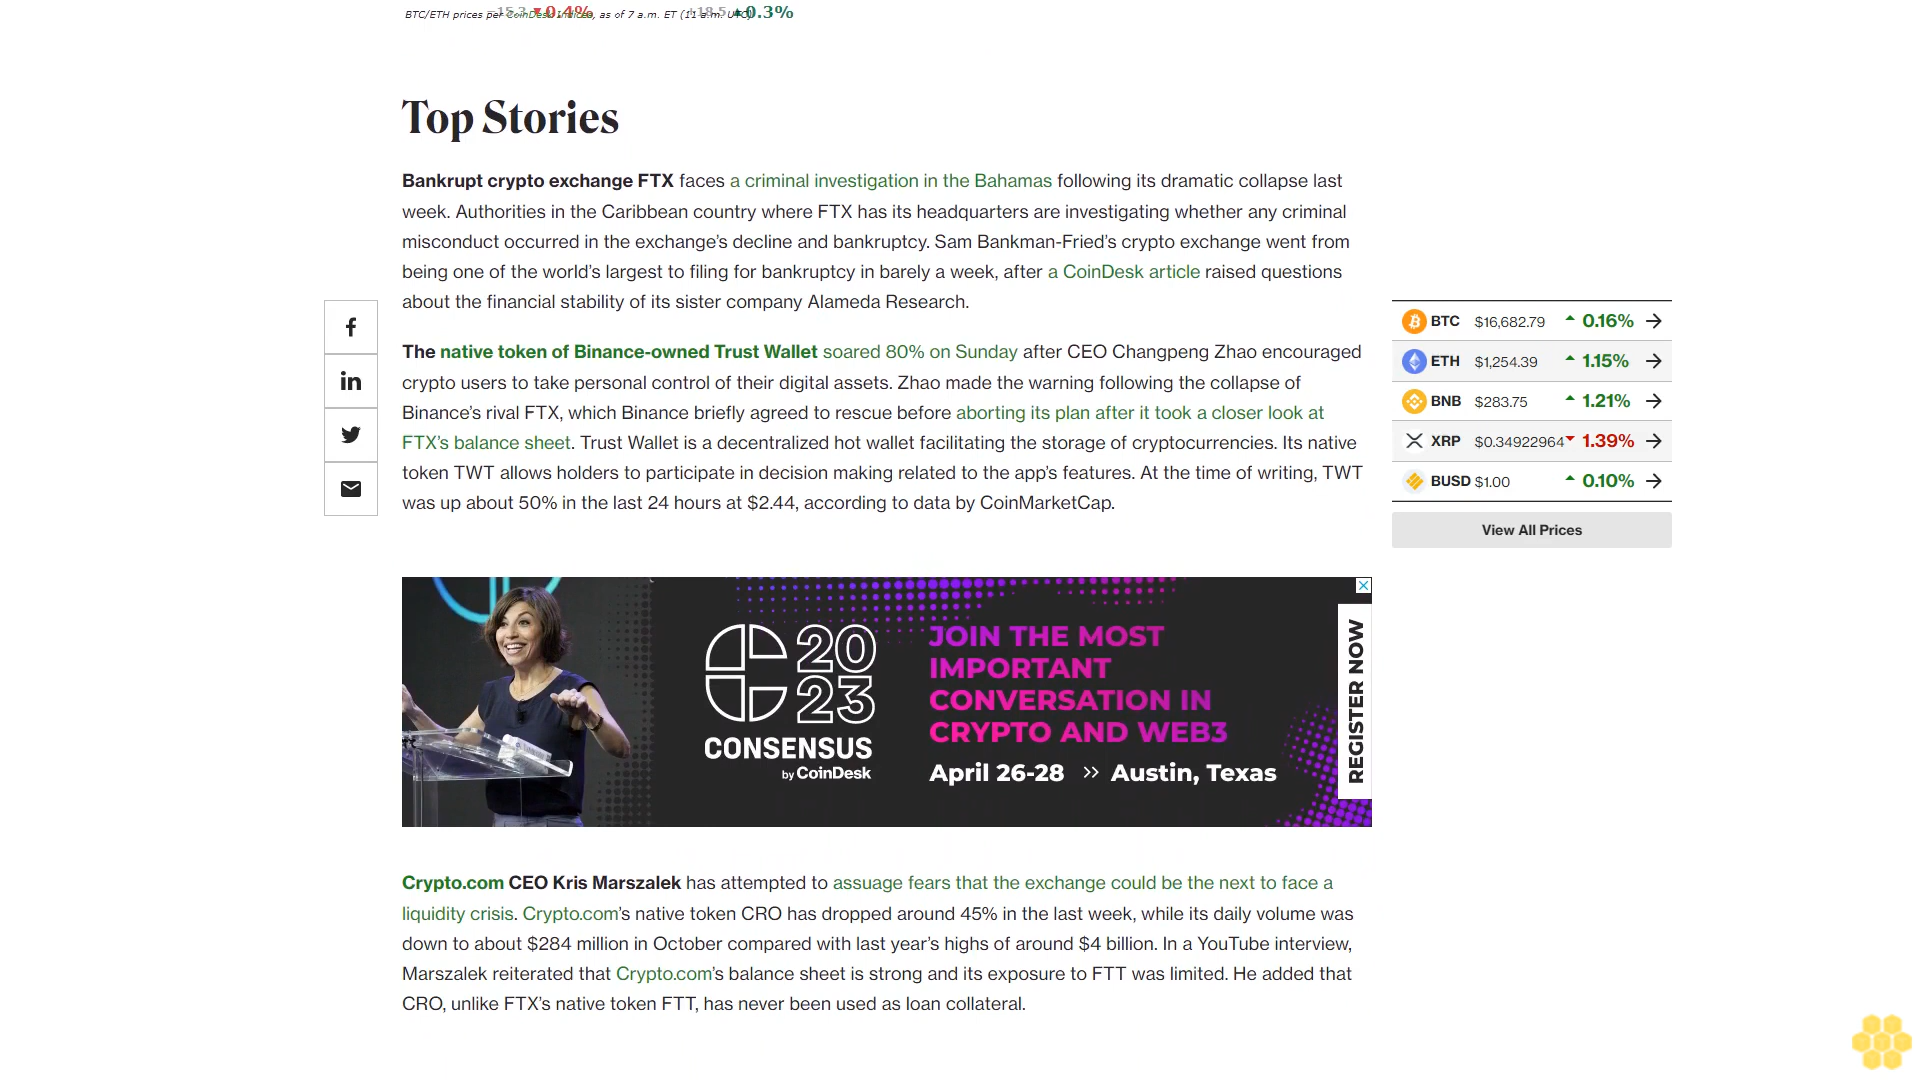 BTC/ETH prices per CoinDesk Indices, as of 7 a.m. ET (11 a.m. UTC)
−15.3 ▼0.4% +18.5 ▲0.3%
Top Stories
Bankrupt crypto exchange FTX faces a criminal investigation in the Bahamas following its dramatic collapse last
week. Authorities in the Caribbean country where FTX has its headquarters are investigating whether any criminal
misconduct occurred in the exchange’s decline and bankruptcy. Sam Bankman-Fried’s crypto exchange went from
being one of the world’s largest to filing for bankruptcy in barely a week, after a CoinDesk article raised questions
about the financial stability of its sister company Alameda Research.
The native token of Binance-owned Trust Wallet soared 80% on Sunday after CEO Changpeng Zhao encouraged
crypto users to take personal control of their digital assets. Zhao made the warning following the collapse of
Binance’s rival FTX, which Binance briefly agreed to rescue before aborting its plan after it took a closer look at
FTX’s balance sheet. Trust Wallet is a decentralized hot wallet facilitating the storage of cryptocurrencies. Its native
token TWT allows holders to participate in decision making related to the app’s features. At the time of writing, TWT
was up about 50% in the last 24 hours at $2.44, according to data by CoinMarketCap.
BTC $16,682.79 0.16%
ETH $1,254.39 1.15%
BNB $283.75 1.21%
XRP $0.34922964 1.39%
BUSD $1.00 0.10%
View All Prices
2023
CONSENSUS
by CoinDesk
JOIN THE MOST
IMPORTANT
CONVERSATION IN
CRYPTO AND WEB3
April 26-28 >> Austin, Texas
REGISTER NOW
Crypto.com CEO Kris Marszalek has attempted to assuage fears that the exchange could be the next to face a
liquidity crisis. Crypto.com’s native token CRO has dropped around 45% in the last week, while its daily volume was
down to about $284 million in October compared with last year’s highs of around $4 billion. In a YouTube interview,
Marszalek reiterated that Crypto.com’s balance sheet is strong and its exposure to FTT was limited. He added that
CRO, unlike FTX’s native token FTT, has never been used as loan collateral.